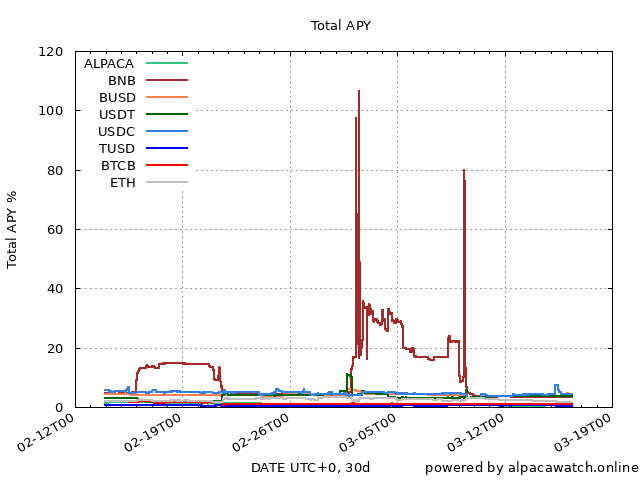 Total APY
120
100
80
60
40
20
0
Total APY %
ALPACA
BNB
BUSD
USDT
USDC
TUSD
BTCB
ETH
02-12T00
02-19T00
02-26T00
03-05T00
03-12T00
03-19T00
DATE UTC+0, 30d
powered by alpacawatch.online